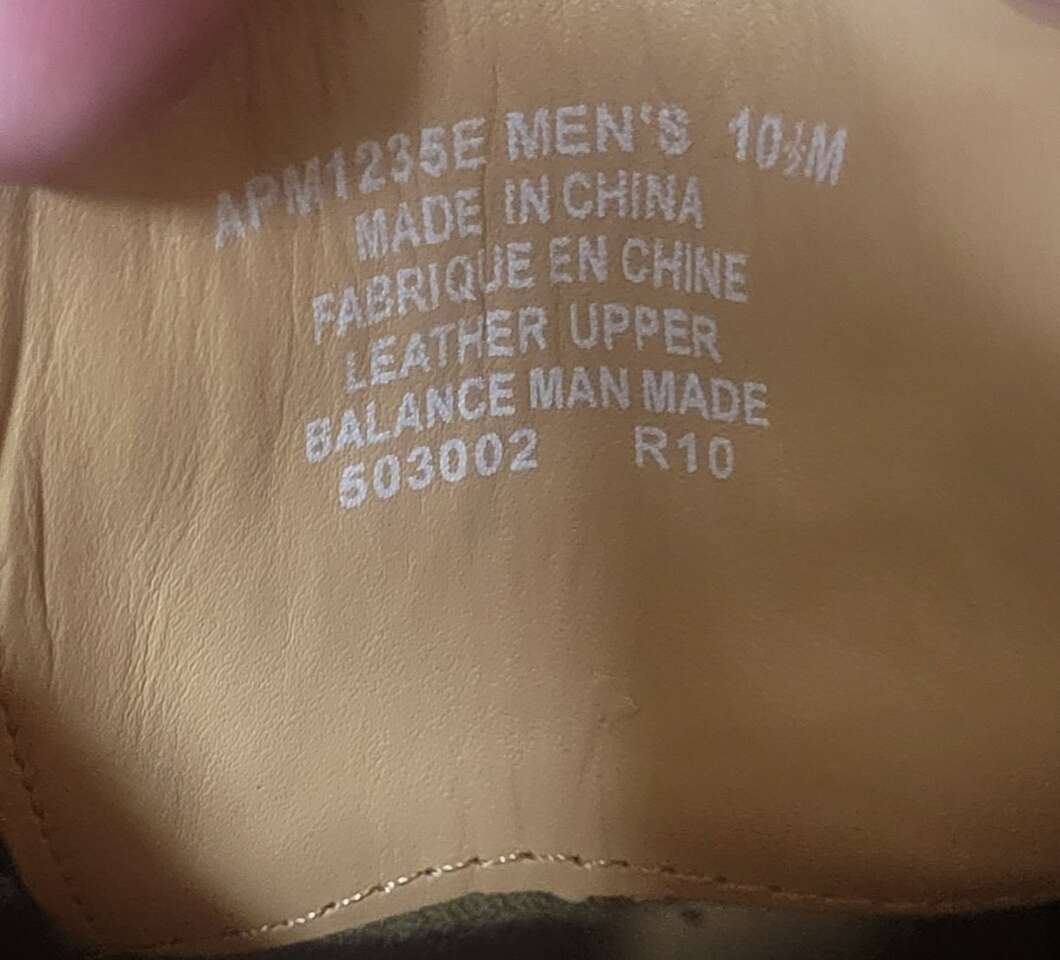 APM1235E MEN'S 10½M
MADE IN CHINA
FABRIQUE EN CHINE
LEATHER UPPER
BALANCE MAN MADE
503002 R10